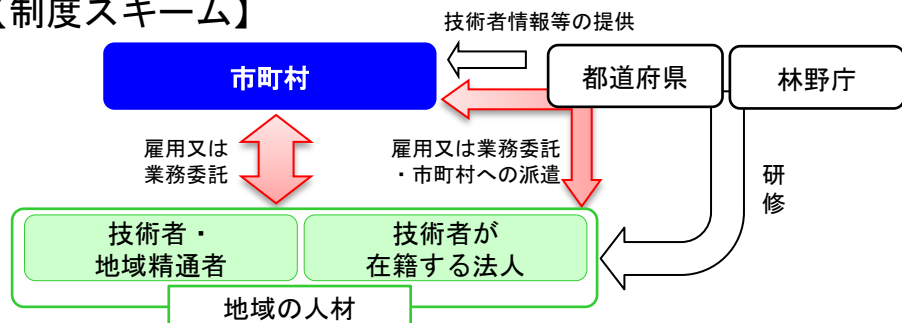 【制度スキーム】
技術者情報等の提供
市町村
都道府県
林野庁
雇用又は
業務委託
雇用又は業務委託
・市町村への派遣
研
修
技術者・
地域精通者
技術者が
在籍する法人
地域の人材